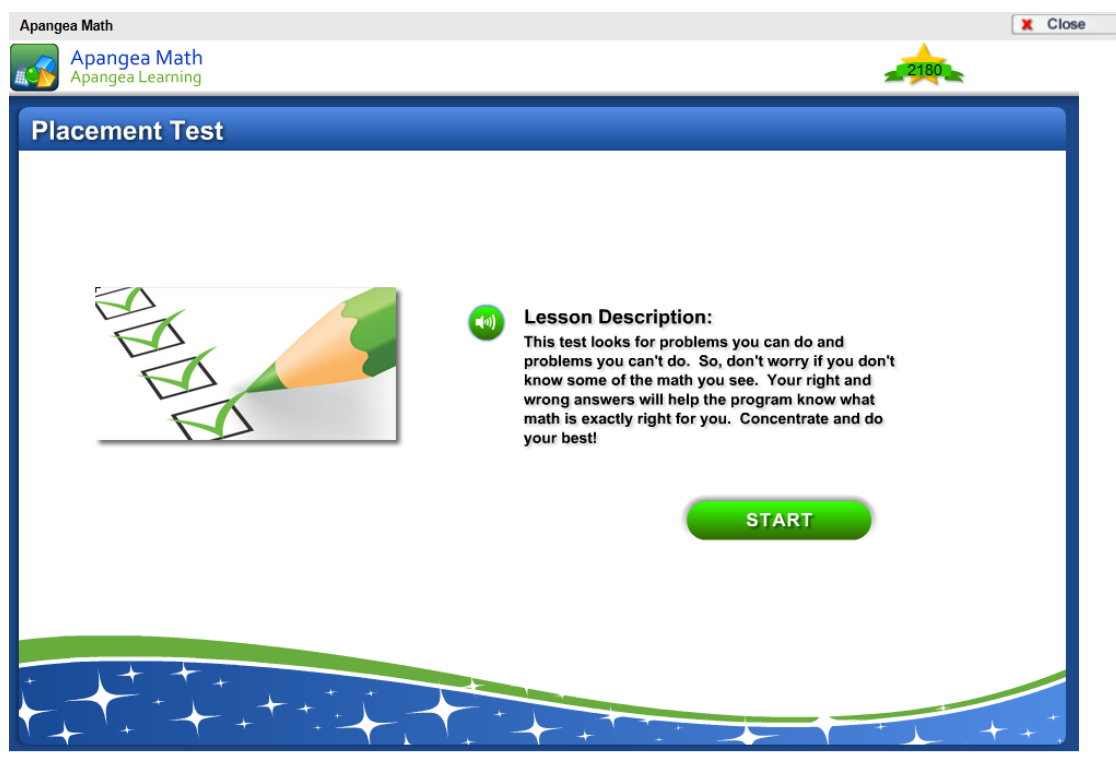 Apangea Math
Close
Apangea Math
Apangea Learning
2180
Placement Test
Lesson Description:
This test looks for problems you can do and
problems you can't do.  So, don't worry if you don't
know some of the math you see.  Your right and
wrong answers will help the program know what
math is exactly right for you.  Concentrate and do
your best!
START